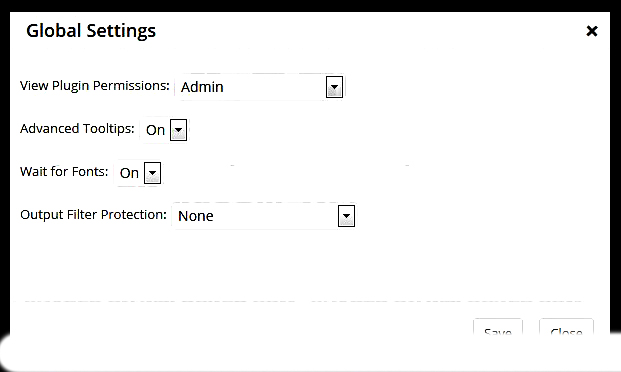 Global Settings
View Plugin Permissions: Admin
Advanced Tooltips: On
Wait for Fonts: On
Output Filter Protection: None
Save Close